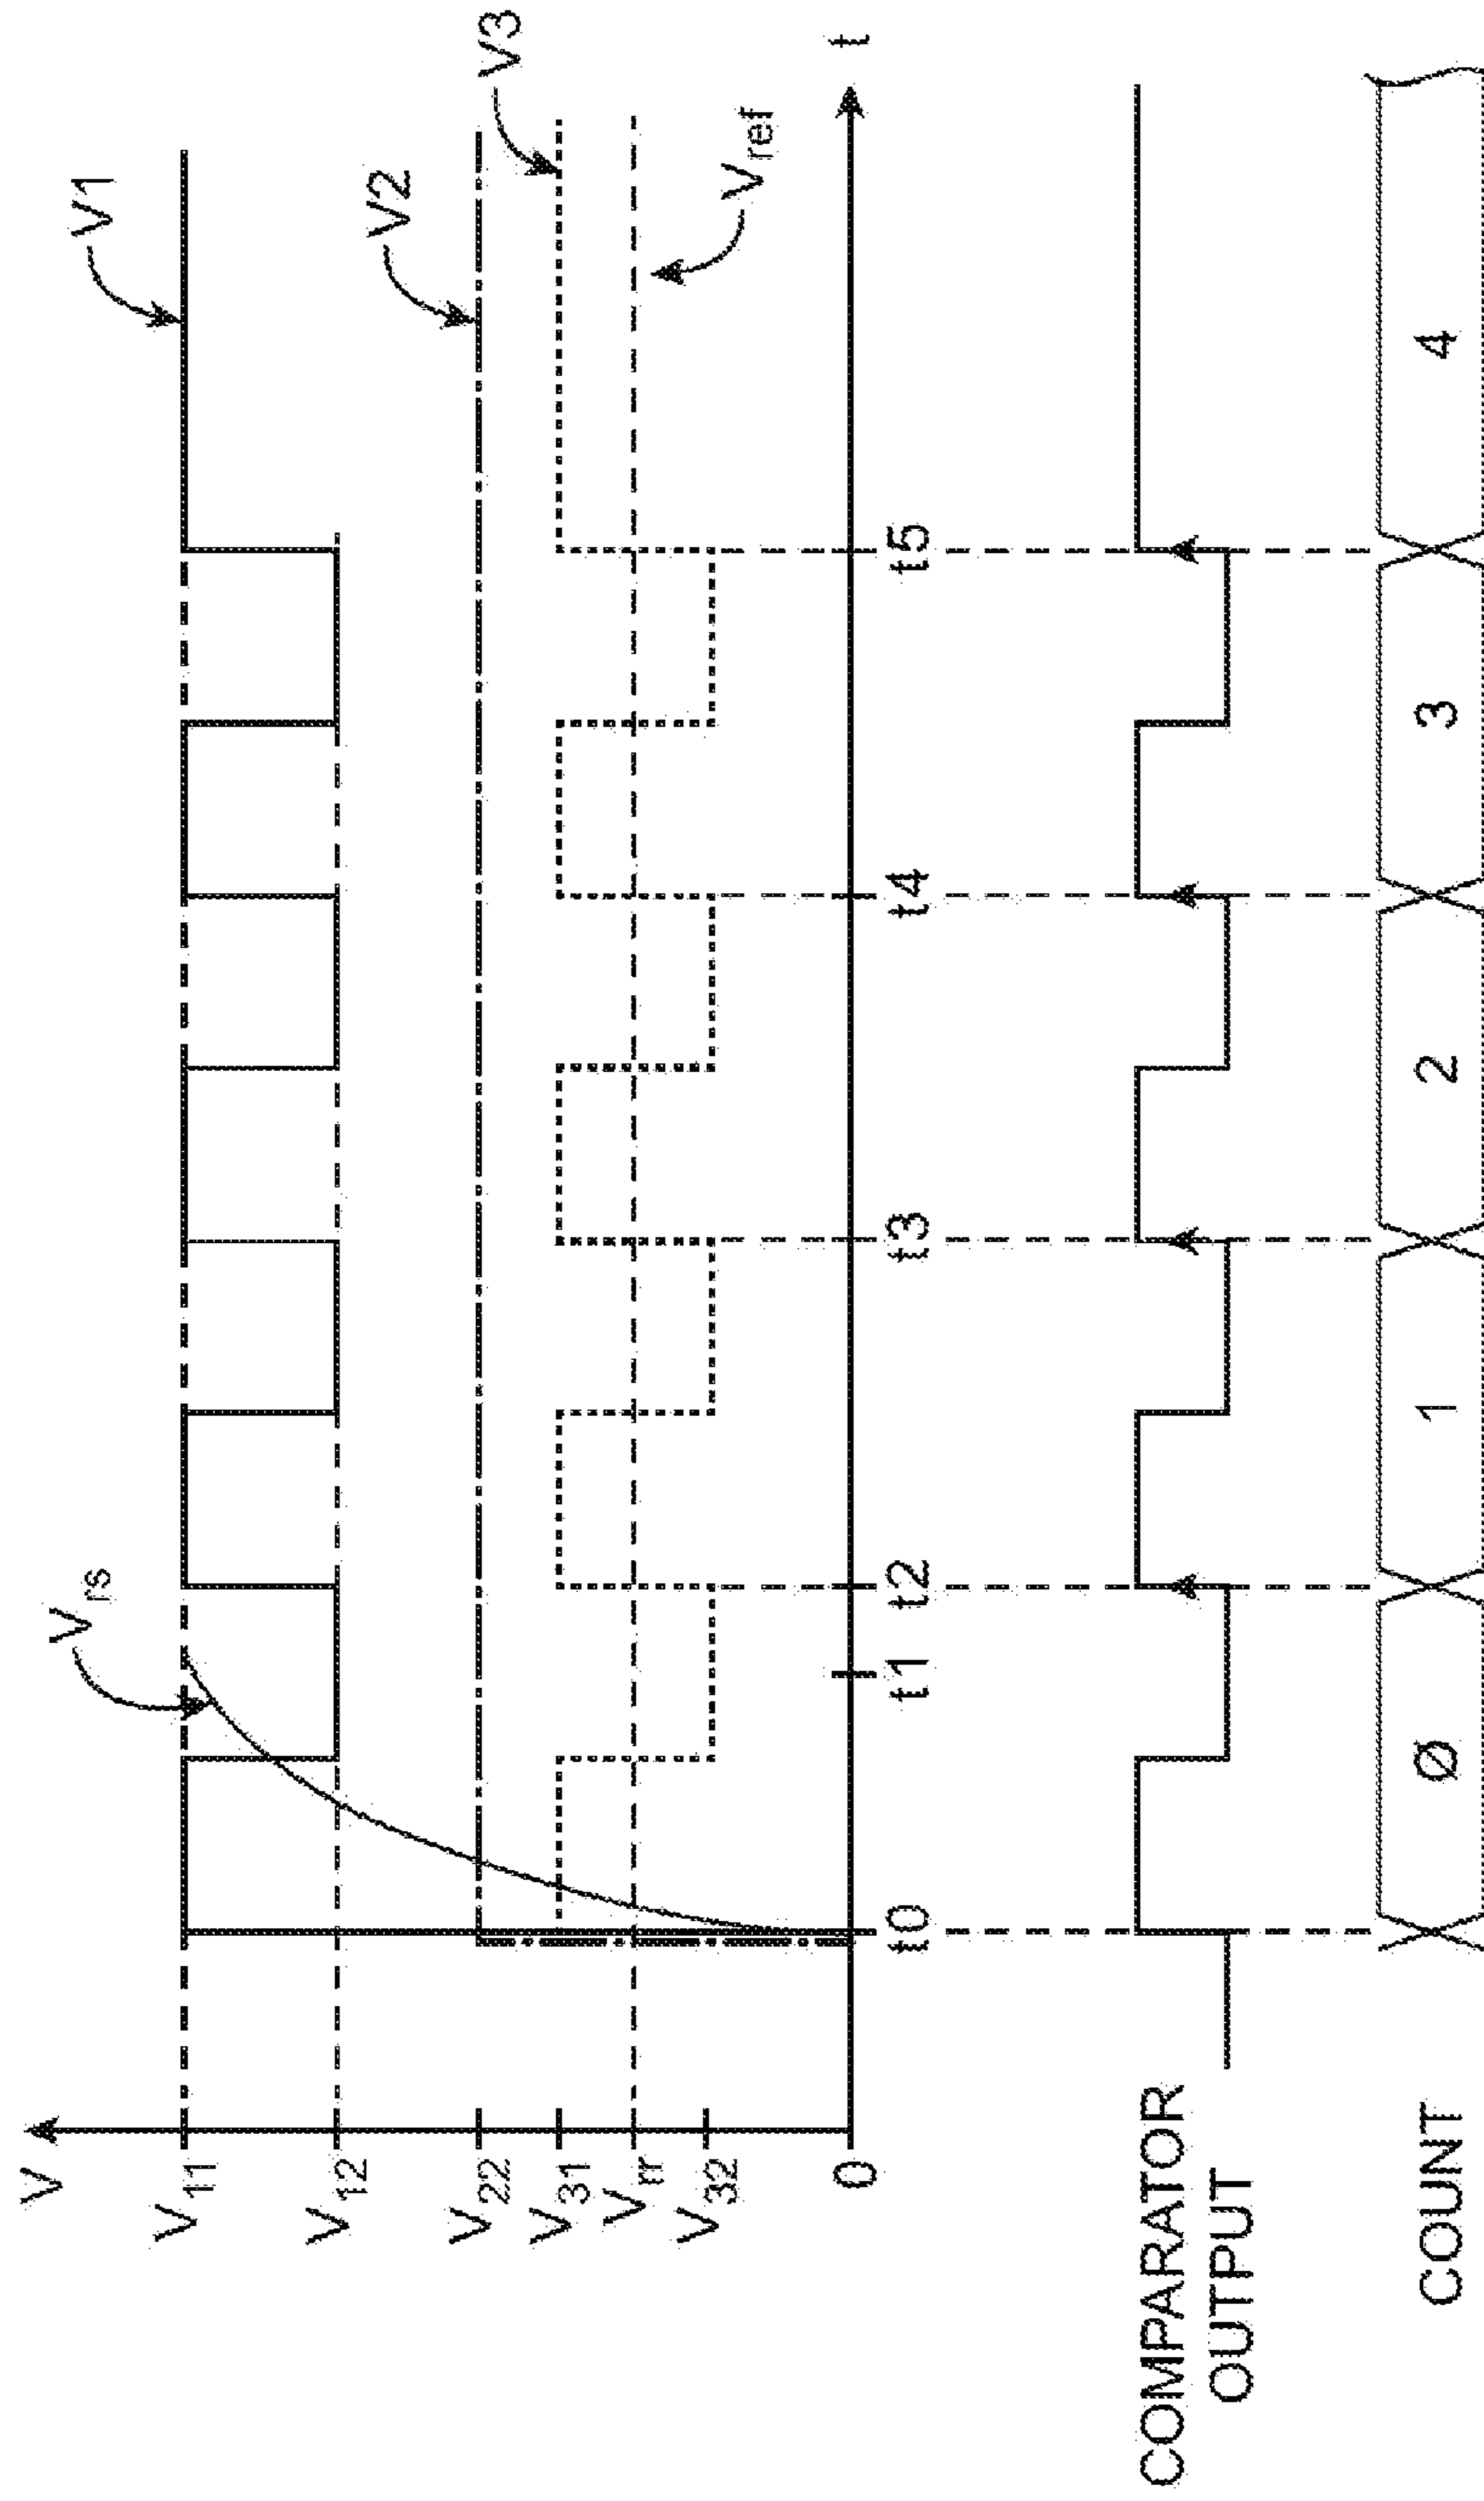 V
V11
V12
V22
V31
Vrr
V32
0
Vrs
V1
V2
V3
Vref
t0
t1
t2
t3
t4
t5
t
COMPARATOR
OUTPUT
COUNT
Ø
1
2
3
4